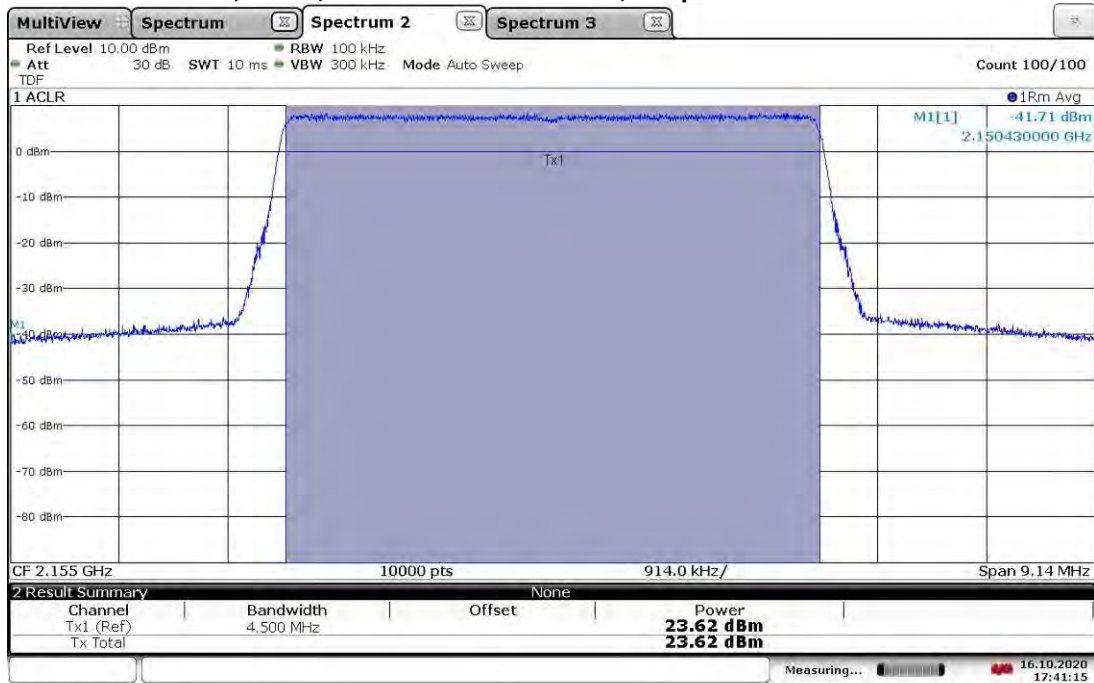 MultiView Spectrum Spectrum 2 Spectrum 3
Ref Level 10.00 dBm RBW 100 kHz
Att 30 dB SWT 10 ms VBW 300 kHz Mode Auto Sweep Count 100/100
TDF
1 ACLR 1Rm Avg
M1[1] -41.71 dBm
2.150430000 GHz
0 dBm
Tx1
-10 dBm
-20 dBm
-30 dBm
M1
-40 dBm
-50 dBm
-60 dBm
-70 dBm
-80 dBm
CF 2.155 GHz 10000 pts 914.0 kHz/ Span 9.14 MHz
2 Result Summary None
Channel Bandwidth Offset Power
Tx1 (Ref) 4.500 MHz 23.62 dBm
Tx Total 23.62 dBm
Measuring... 16.10.2020
17:41:15